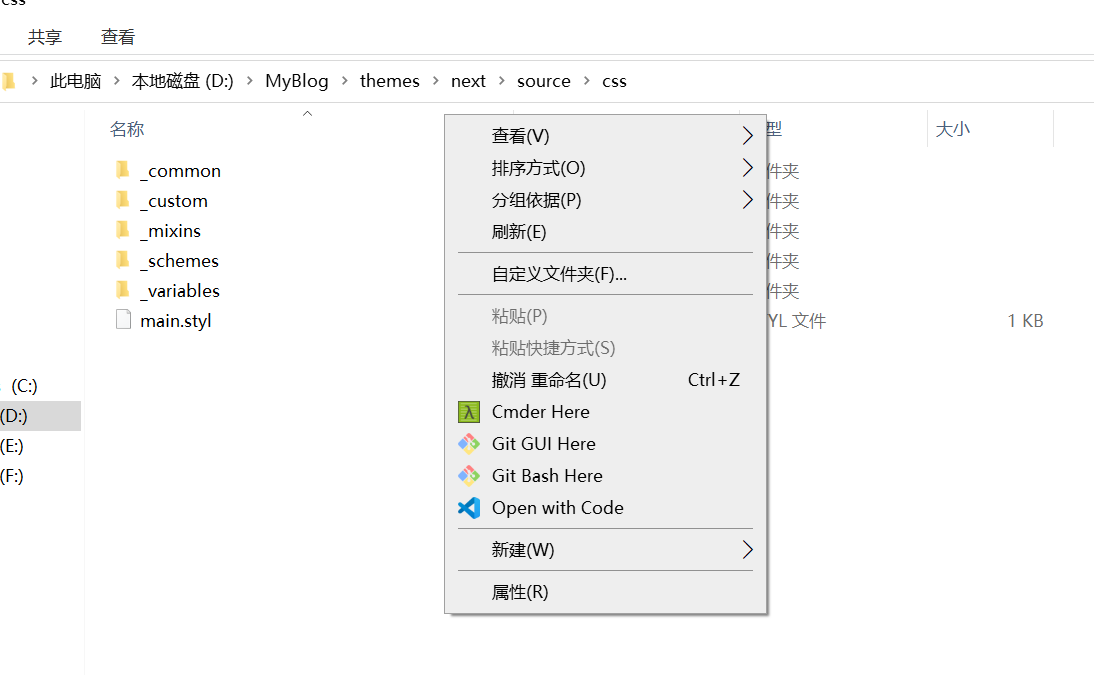 css
共享 查看
此电脑 本地磁盘 (D:) MyBlog themes next source css
名称 型 大小
_common 件夹
_custom 件夹
_mixins 件夹
_schemes 件夹
_variables 件夹
main.styl YL 文件 1 KB
(C:)
(D:)
(E:)
(F:)
查看(V)
排序方式(O)
分组依据(P)
刷新(E)
自定义文件夹(F)...
粘贴(P)
粘贴快捷方式(S)
撤消 重命名(U) Ctrl+Z
λ Cmder Here
Git GUI Here
Git Bash Here
Open with Code
新建(W)
属性(R)